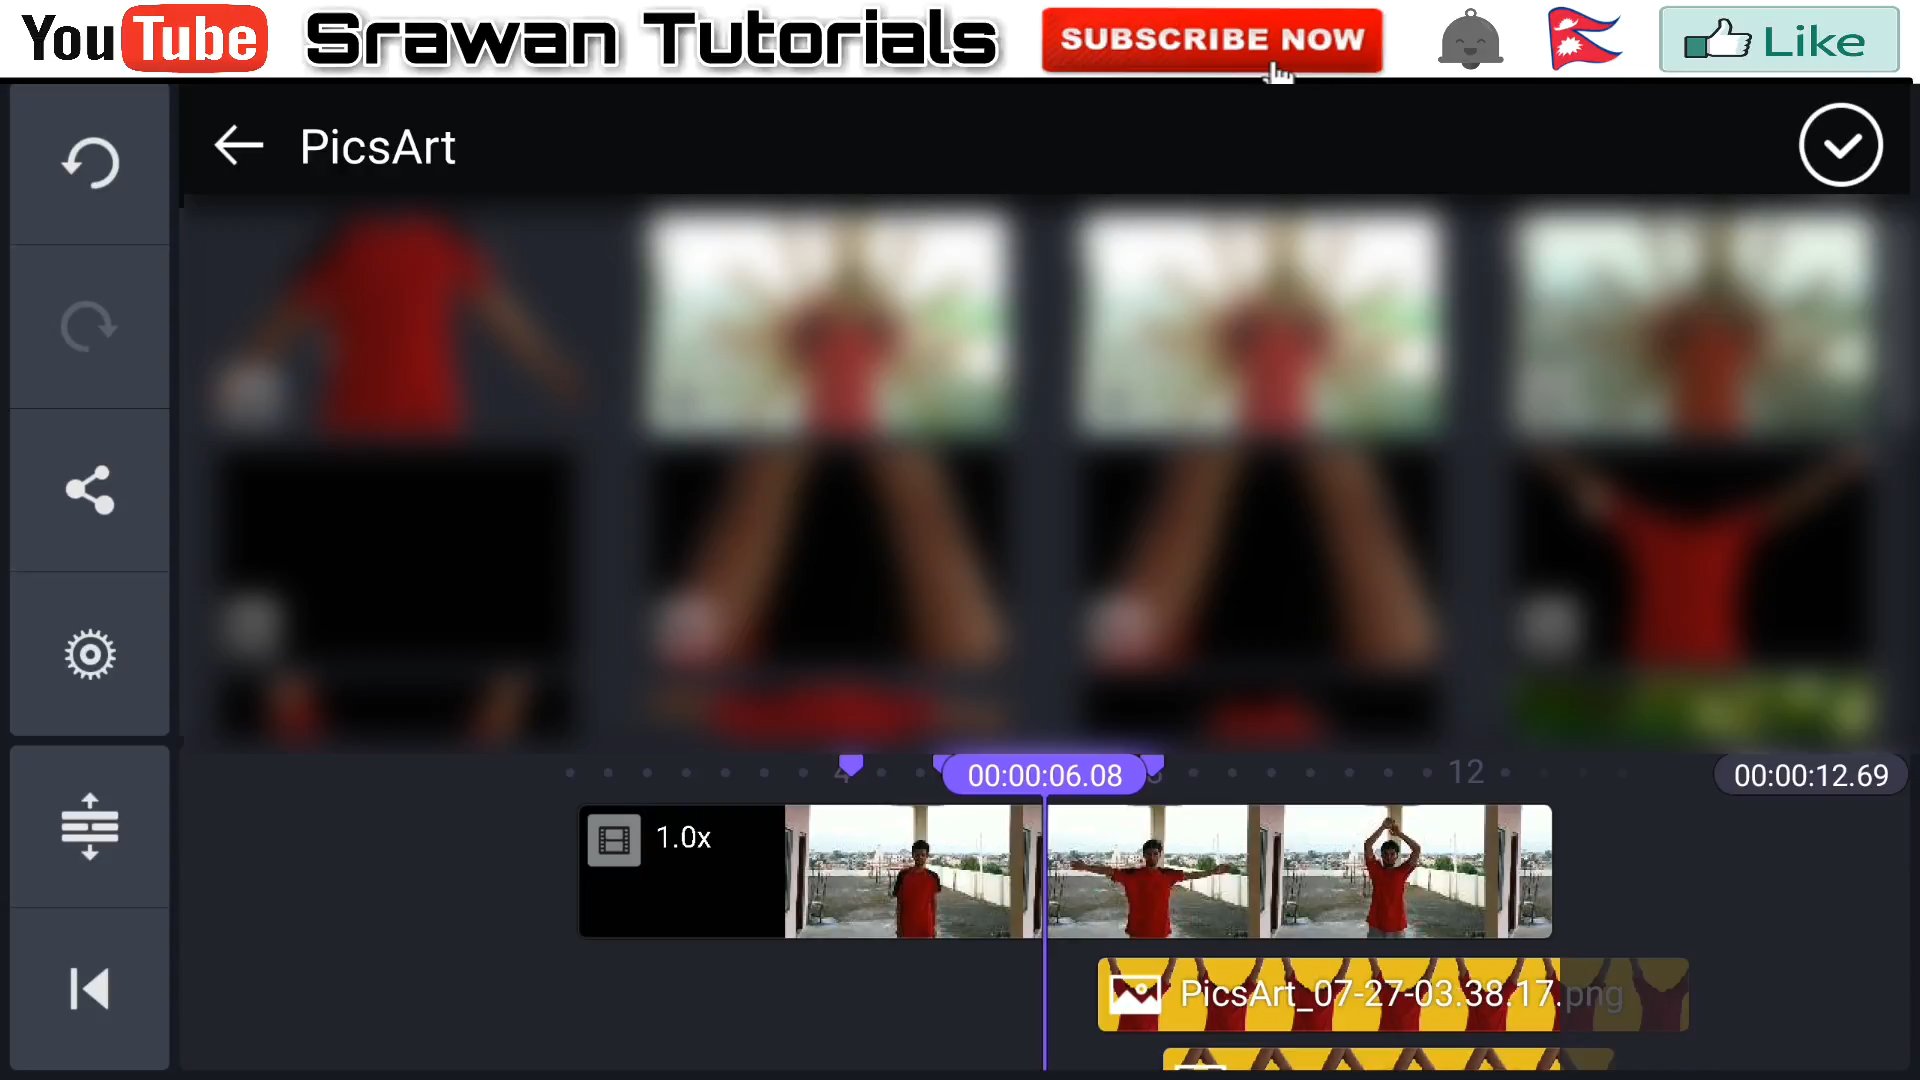 YouTube Srawan Tutorials SUBSCRIBE NOW Like
PicsArt
4 12
00:00:06.08 00:00:12.69
1.0x
PicsArt_07-27-03.38.17.png